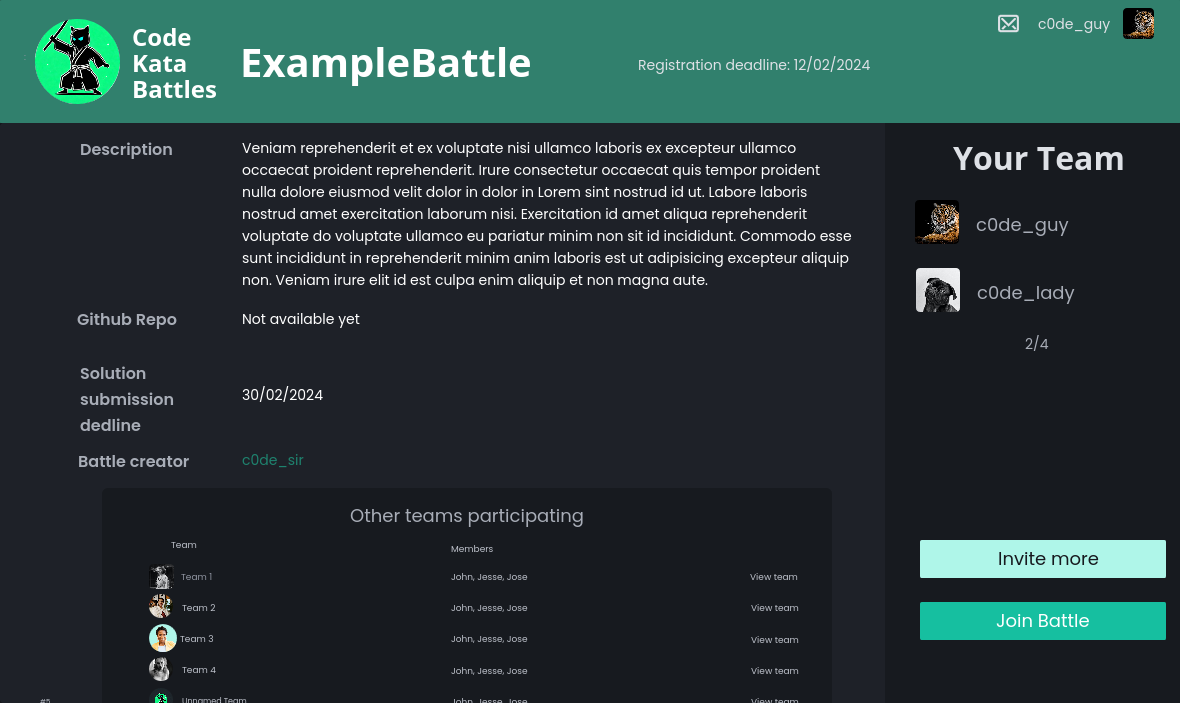 Code
Kata
Battles
ExampleBattle
Registration deadline: 12/02/2024
c0de_guy
Description
Veniam reprehenderit et ex voluptate nisi ullamco laboris ex excepteur ullamco
occaecat proident reprehenderit. Irure consectetur occaecat quis tempor proident
nulla dolore eiusmod velit dolor in dolor in Lorem sint nostrud id ut. Labore laboris
nostrud amet exercitation laborum nisi. Exercitation id amet aliqua reprehenderit
voluptate do voluptate ullamco eu pariatur minim non sit id incididunt. Commodo esse
sunt incididunt in reprehenderit minim anim laboris est ut adipisicing excepteur aliquip
non. Veniam irure elit id est culpa enim aliquip et non magna aute.
Github Repo
Not available yet
Solution
submission
dedline
30/02/2024
Battle creator
c0de_sir
Other teams participating
Team
Members
Team 1
John, Jesse, Jose
View team
Team 2
John, Jesse, Jose
View team
Team 3
John, Jesse, Jose
View team
Team 4
John, Jesse, Jose
View team
#5
Unnamed Team
John, Jesse, Jose
View team
Your Team
c0de_guy
c0de_lady
2/4
Invite more
Join Battle